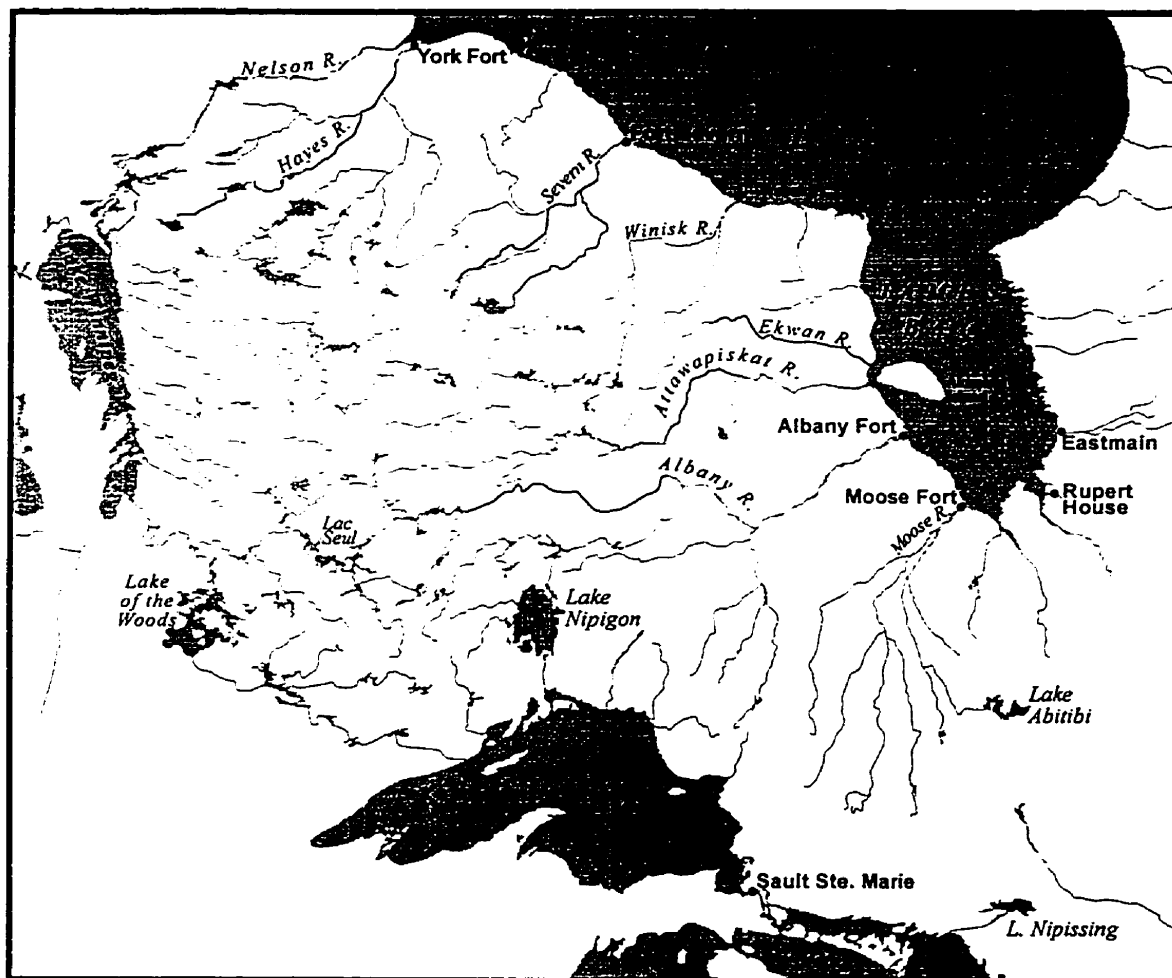 Nelson R.
York Fort
Hayes R.
Severn R.
Winisk R.
Ekwan R.
Attawapiskat R.
Albany Fort
Eastmain
Albany R.
Moose Fort
Rupert
House
Moose R.
Lac
Seul
Lake
of the
Woods
Lake
Nipigon
Lake
Abitibi
Sault Ste. Marie
L. Nipissing